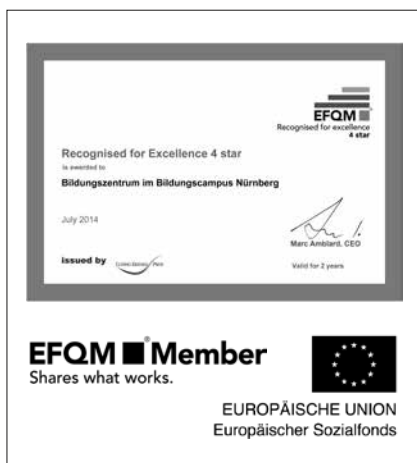 EFQM
Recognised for excellence
4 star
Recognised for Excellence 4 star
is awarded to
Bildungszentrum im Bildungscampus Nürnberg
July 2014
Marc Amblard, CEO
issued by
Valid for 2 years
EFQM Member
Shares what works.
EUROPÄISCHE UNION
Europäischer Sozialfonds